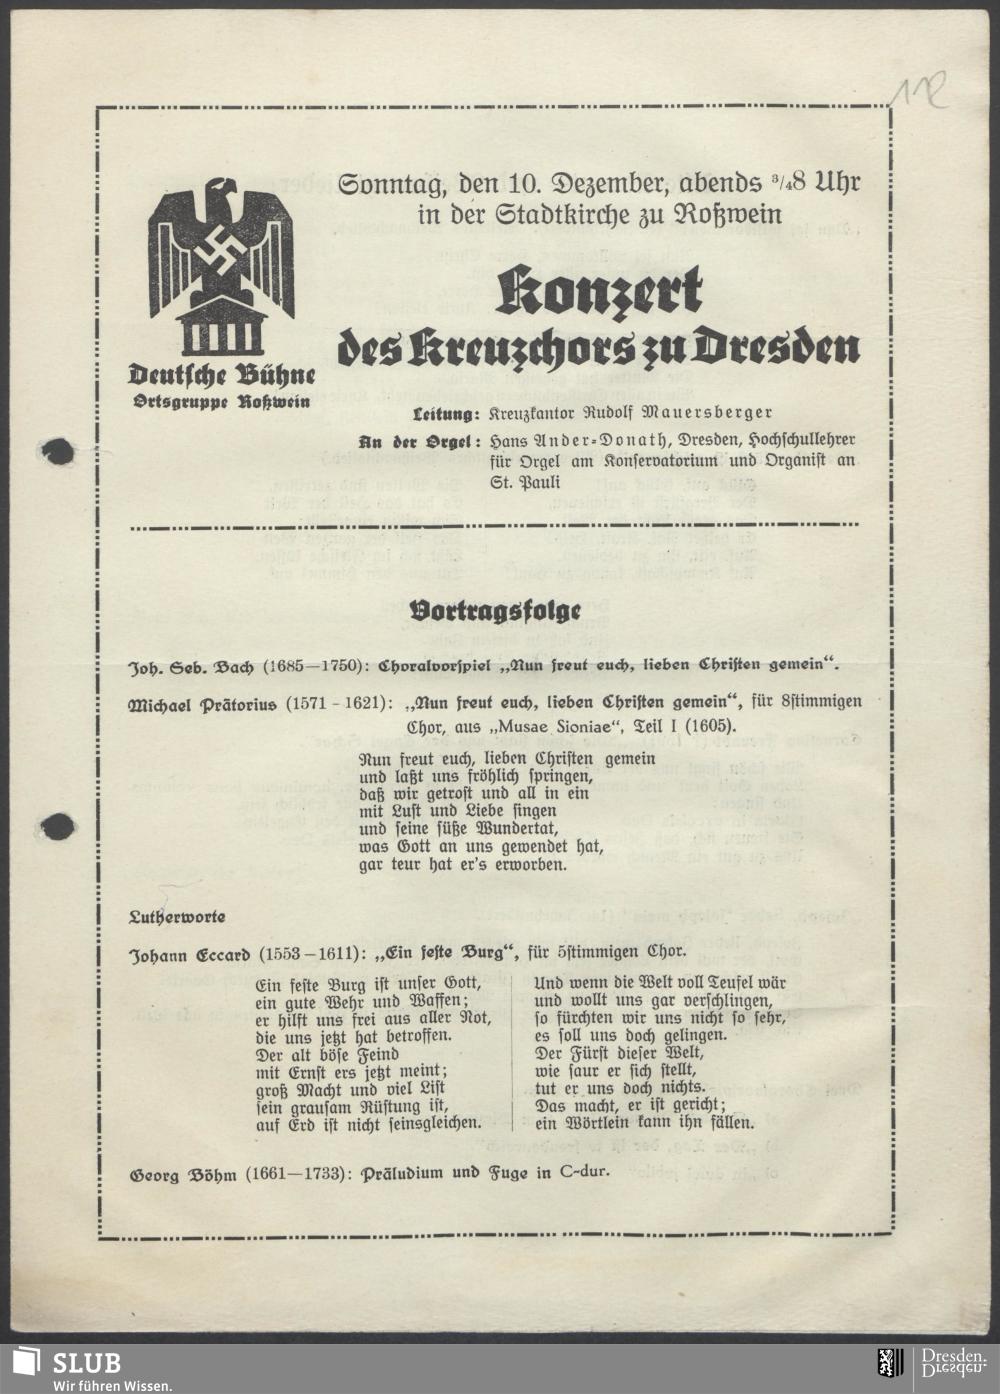 112
Sonntag, den 10. Dezember, abends ³/₄8 Uhr
in der Stadtkirche zu Roßwein
Konzert
des Kreuzchors zu Dresden
Deutsche Bühne
Ortsgruppe Roßwein
Leitung: Kreuzkantor Rudolf Mauersberger
An der Orgel: Hans Ander-Donath, Dresden, Hochschullehrer
für Orgel am Konservatorium und Organist an
St. Pauli
Vortragsfolge
Joh. Seb. Bach (1685—1750): Choralvorspiel „Nun freut euch, lieben Christen gemein“.
Michael Prätorius (1571 - 1621): „Nun freut euch, lieben Christen gemein“, für 8stimmigen
Chor, aus „Musae Sioniae“, Teil I (1605).
Nun freut euch, lieben Christen gemein
und laßt uns fröhlich springen,
daß wir getrost und all in ein
mit Lust und Liebe singen
und seine süße Wundertat,
was Gott an uns gewendet hat,
gar teur hat er's erworben.
Lutherworte
Johann Eccard (1553—1611): „Ein feste Burg“, für 5stimmigen Chor.
Ein feste Burg ist unser Gott,
ein gute Wehr und Waffen;
er hilft uns frei aus aller Not,
die uns jetzt hat betroffen.
Der alt böse Feind
mit Ernst ers jetzt meint;
groß Macht und viel List
sein grausam Rüstung ist,
auf Erd ist nicht seinsgleichen.
Und wenn die Welt voll Teufel wär
und wollt uns gar verschlingen,
so fürchten wir uns nicht so sehr,
es soll uns doch gelingen.
Der Fürst dieser Welt,
wie saur er sich stellt,
tut er uns doch nichts.
Das macht, er ist gericht;
ein Wörtlein kann ihn fällen.
Georg Böhm (1661—1733): Präludium und Fuge in C-dur.
SLUB
Wir führen Wissen.
Dresden.
Dresden.